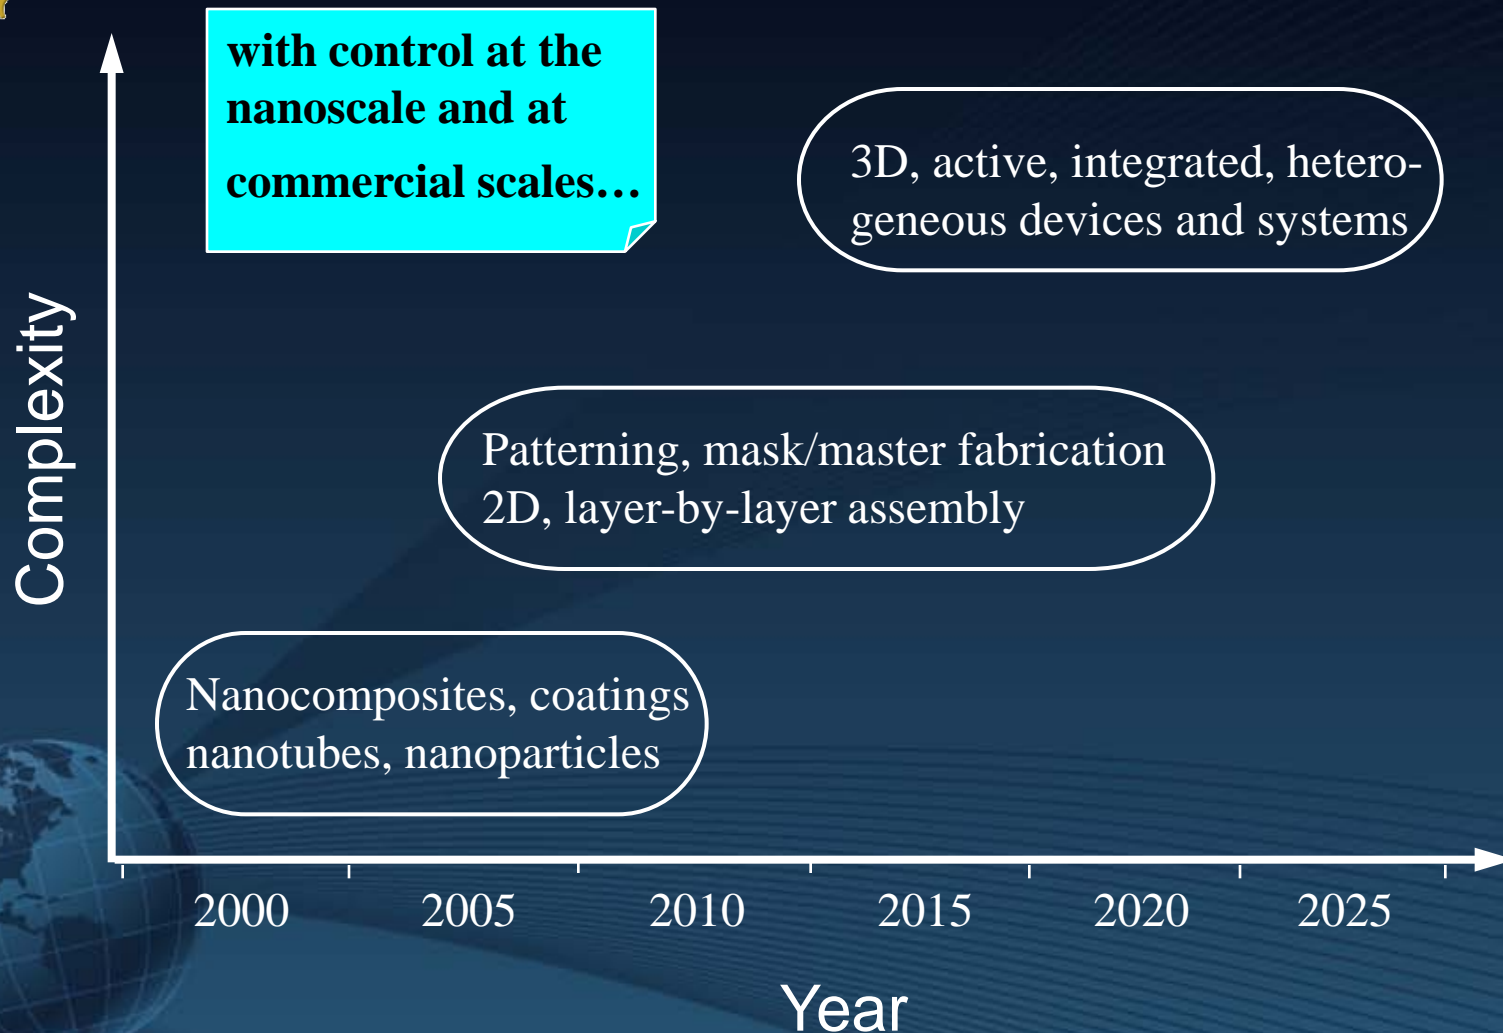 with control at the
nanoscale and at
commercial scales…
3D, active, integrated, hetero-
geneous devices and systems
Complexity
Patterning, mask/master fabrication
2D, layer-by-layer assembly
Nanocomposites, coatings
nanotubes, nanoparticles
2000 2005 2010 2015 2020 2025
Year